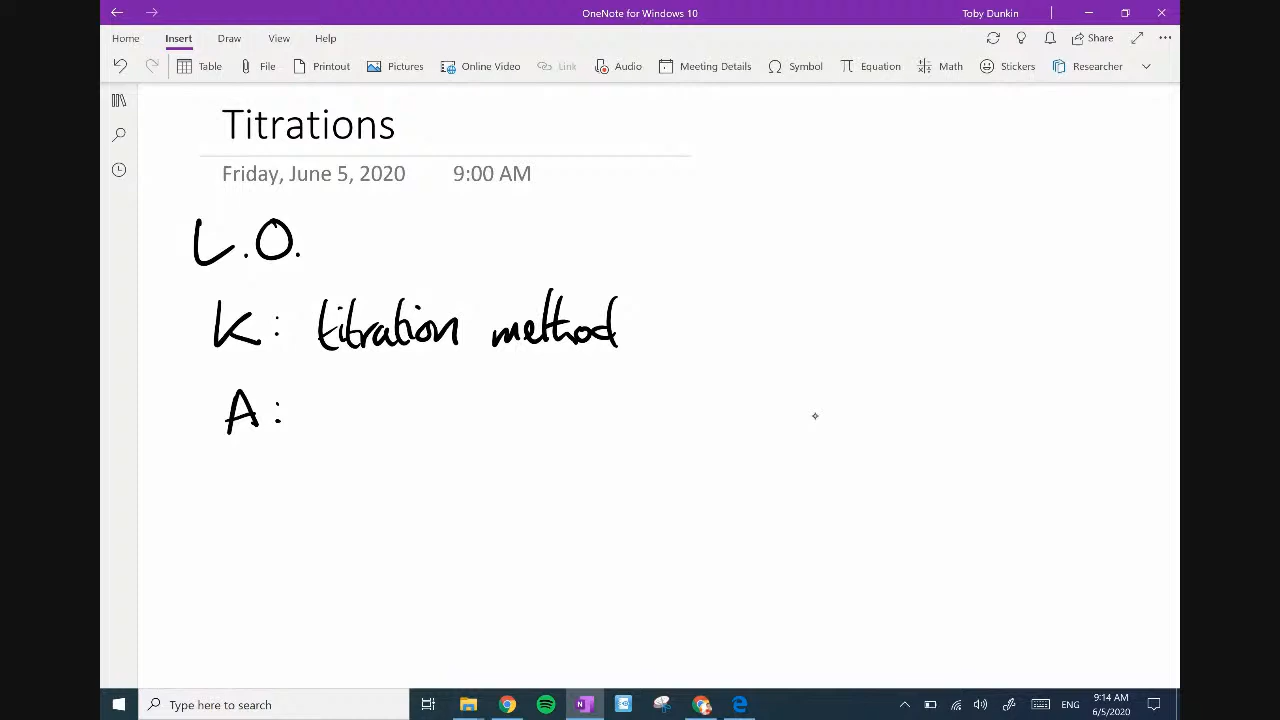 OneNote for Windows 10
Toby Dunkin
Home Insert Draw View Help
Share
Table File Printout Pictures Online Video Link Audio Meeting Details Symbol Equation Math Stickers Researcher
Titrations
Friday, June 5, 2020 9:00 AM
L.O.
K: titration method
A:
Type here to search
ENG
9:14 AM
6/5/2020